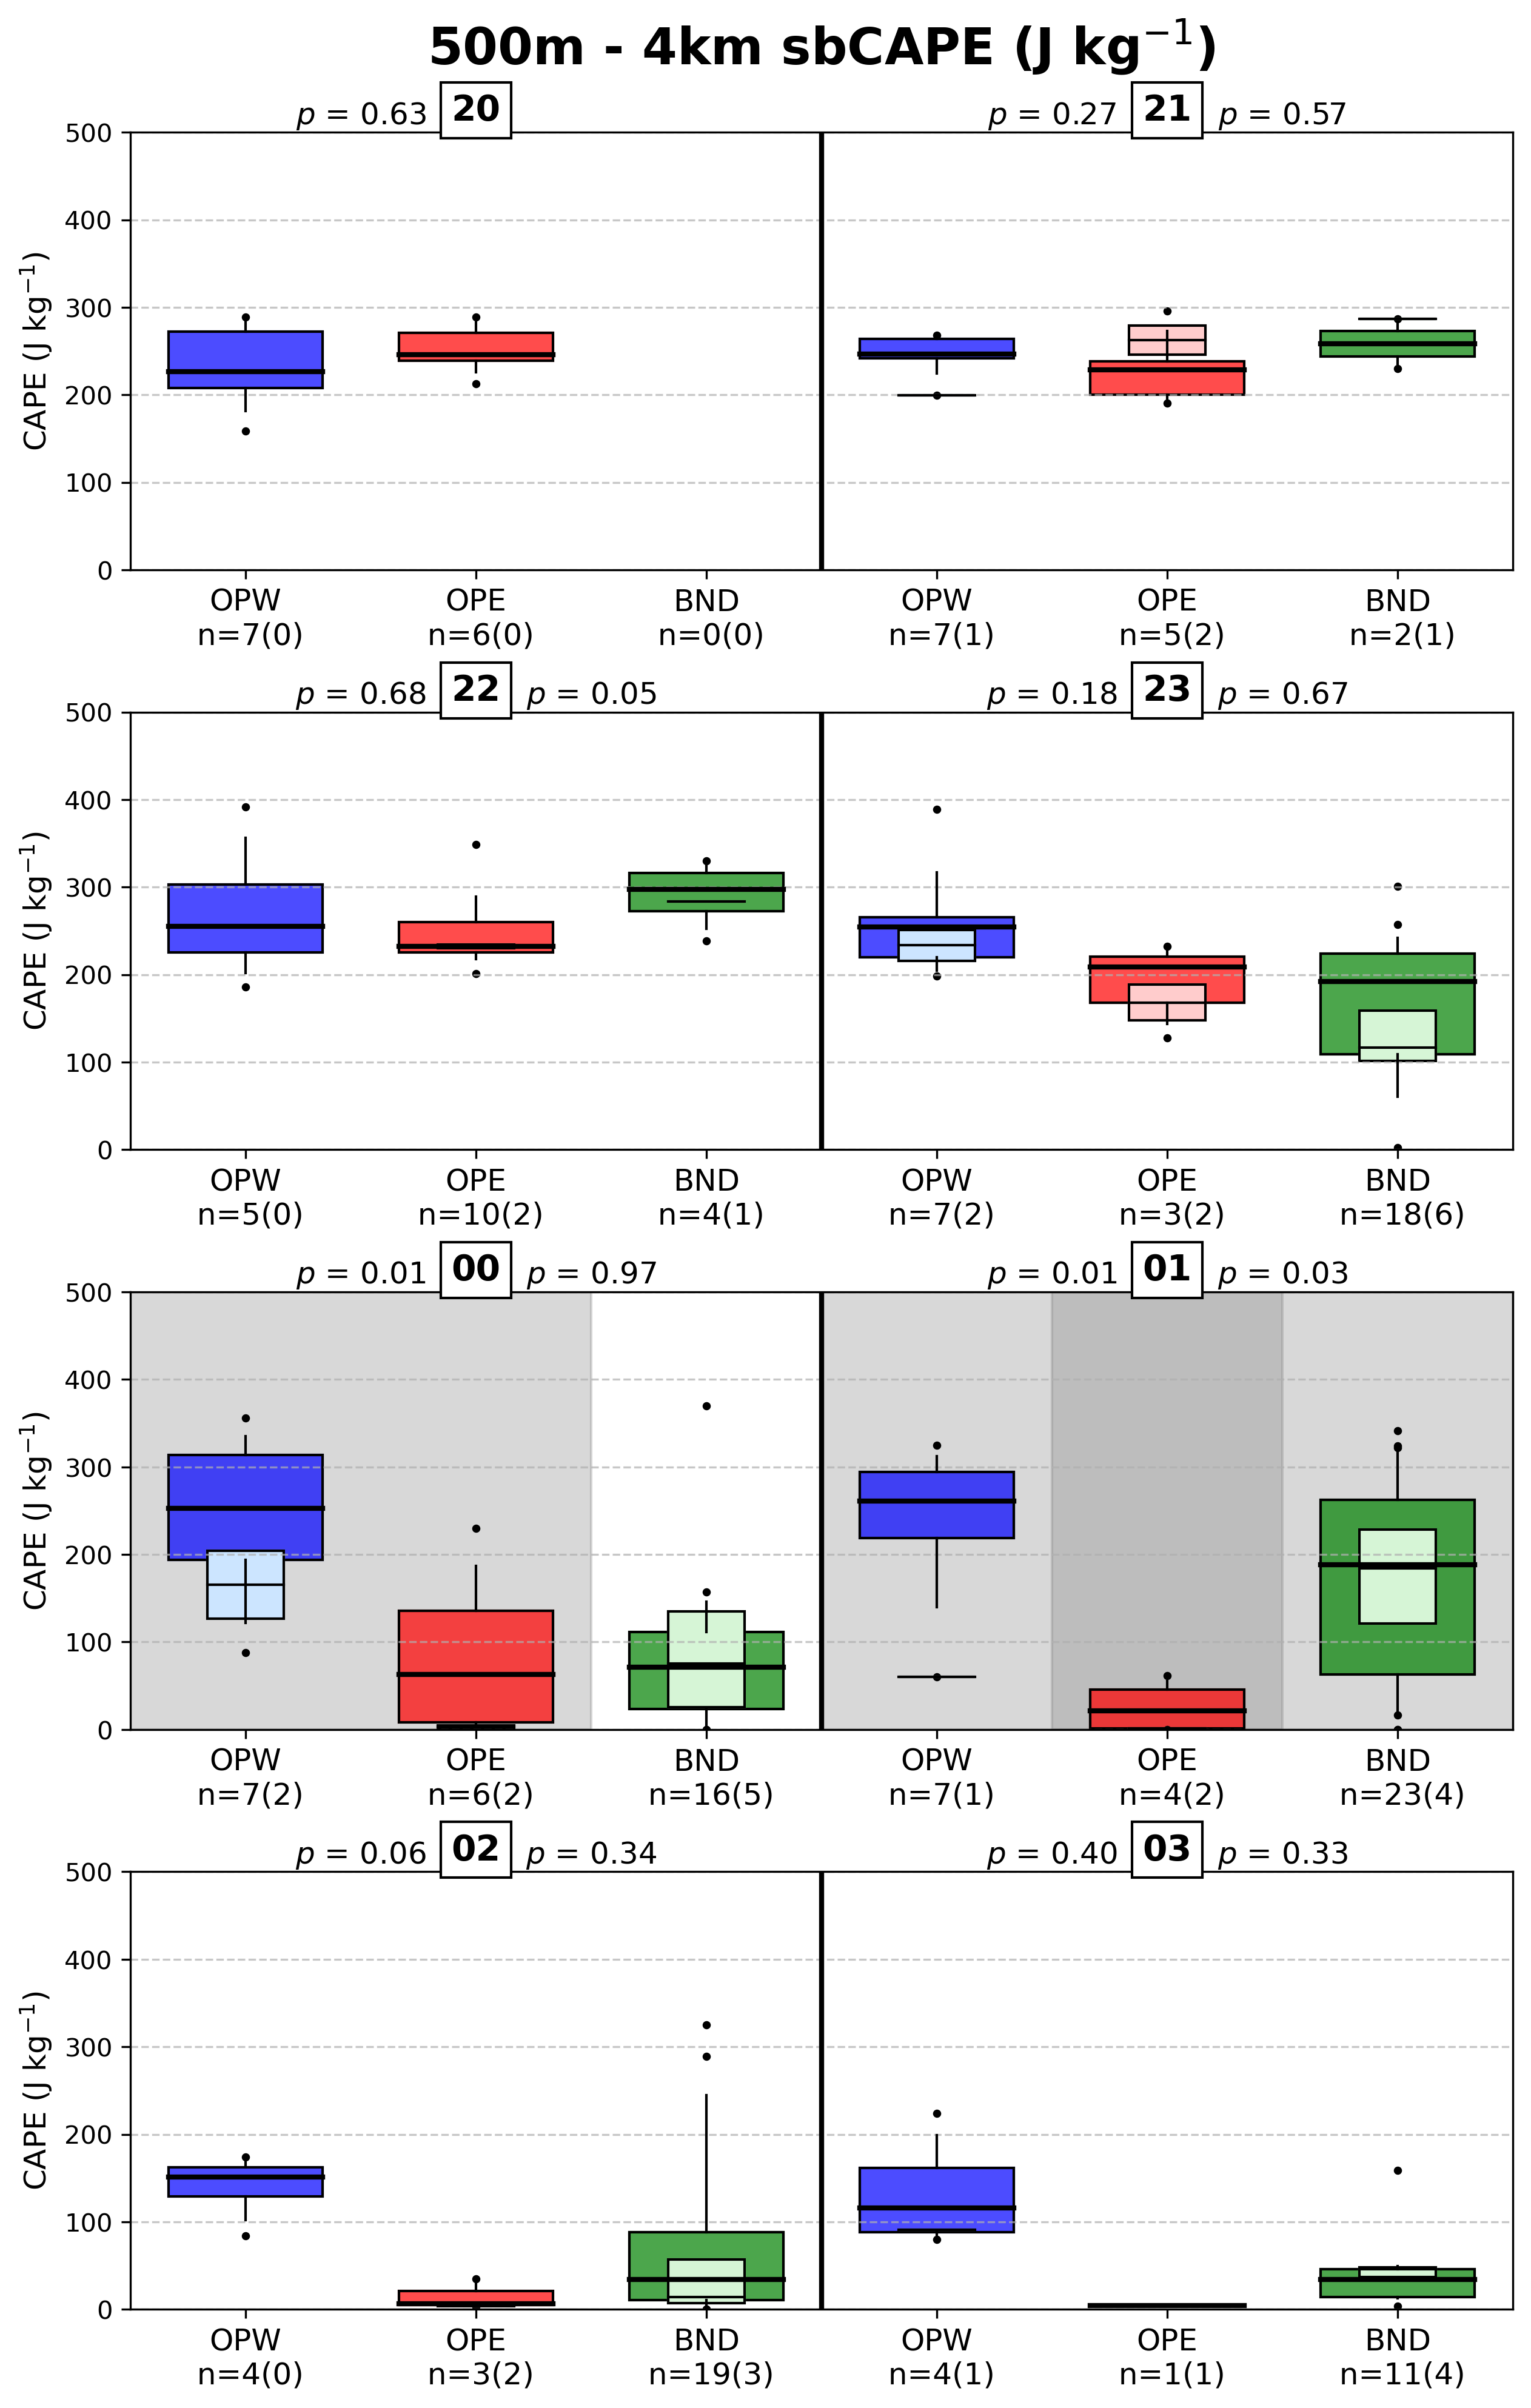 500m - 4km sbCAPE (J kg⁻¹)
p = 0.63 20
p = 0.27 21 p = 0.57
CAPE (J kg⁻¹)
500
400
300
200
100
0
OPW OPE BND OPW OPE BND
n=7(0) n=6(0) n=0(0) n=7(1) n=5(2) n=2(1)
p = 0.68 22 p = 0.05
p = 0.18 23 p = 0.67
CAPE (J kg⁻¹)
500
400
300
200
100
0
OPW OPE BND OPW OPE BND
n=5(0) n=10(2) n=4(1) n=7(2) n=3(2) n=18(6)
p = 0.01 00 p = 0.97
p = 0.01 01 p = 0.03
CAPE (J kg⁻¹)
500
400
300
200
100
0
OPW OPE BND OPW OPE BND
n=7(2) n=6(2) n=16(5) n=7(1) n=4(2) n=23(4)
p = 0.06 02 p = 0.34
p = 0.40 03 p = 0.33
CAPE (J kg⁻¹)
500
400
300
200
100
0
OPW OPE BND OPW OPE BND
n=4(0) n=3(2) n=19(3) n=4(1) n=1(1) n=11(4)